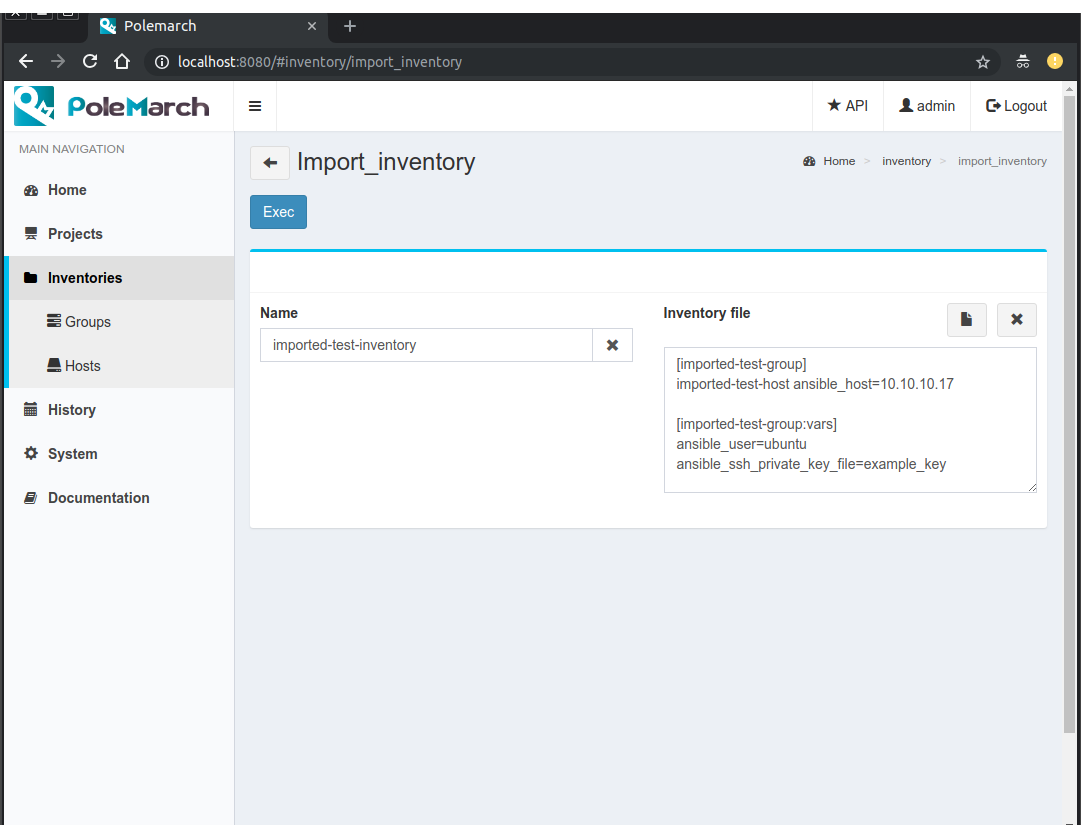 Polemarch
localhost:8080/#inventory/import_inventory
PoleMarch
API
admin
Logout
MAIN NAVIGATION
Home
Projects
Inventories
Groups
Hosts
History
System
Documentation
Import_inventory
Home > inventory > import_inventory
Exec
Name
imported-test-inventory
Inventory file
[imported-test-group]
imported-test-host ansible_host=10.10.10.17
[imported-test-group:vars]
ansible_user=ubuntu
ansible_ssh_private_key_file=example_key